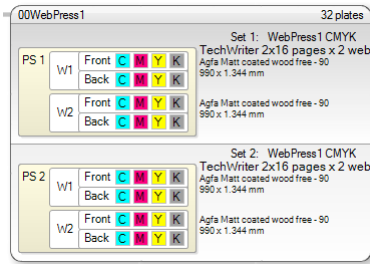 00WebPress1 32 plates
Set 1: WebPress1 CMYK
TechWriter 2x16 pages x 2 web
PS 1 W1 Front C M Y K Agfa Matt coated wood free - 90
Back C M Y K 990 x 1.344 mm
W2 Front C M Y K Agfa Matt coated wood free - 90
Back C M Y K 990 x 1.344 mm
Set 2: WebPress1 CMYK
TechWriter 2x16 pages x 2 web
PS 2 W1 Front C M Y K Agfa Matt coated wood free - 90
Back C M Y K 990 x 1.344 mm
W2 Front C M Y K Agfa Matt coated wood free - 90
Back C M Y K 990 x 1.344 mm